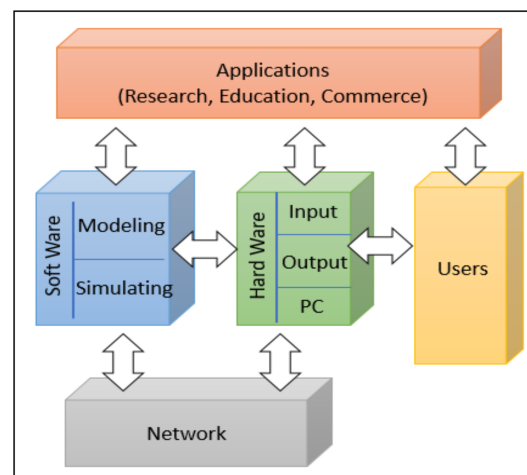 Applications
(Research, Education, Commerce)
Soft Ware
Modeling
Simulating
Hard Ware
Input
Output
PC
Users
Network